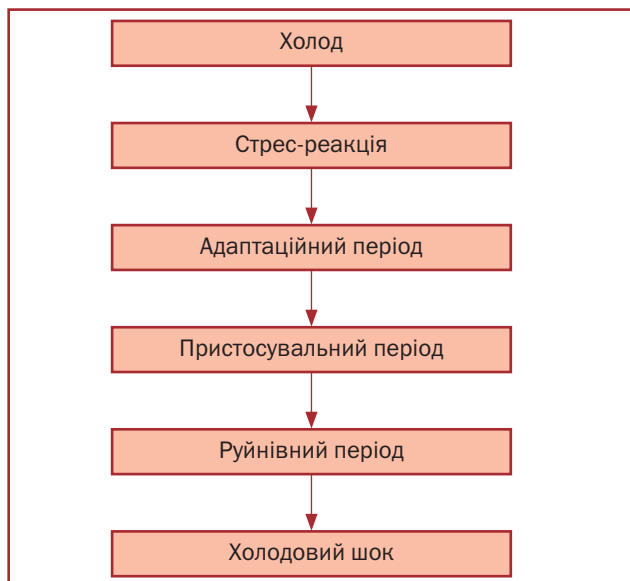 Холод
Стрес-реакція
Адаптаційний період
Пристосувальний період
Руйнівний період
Холодовий шок